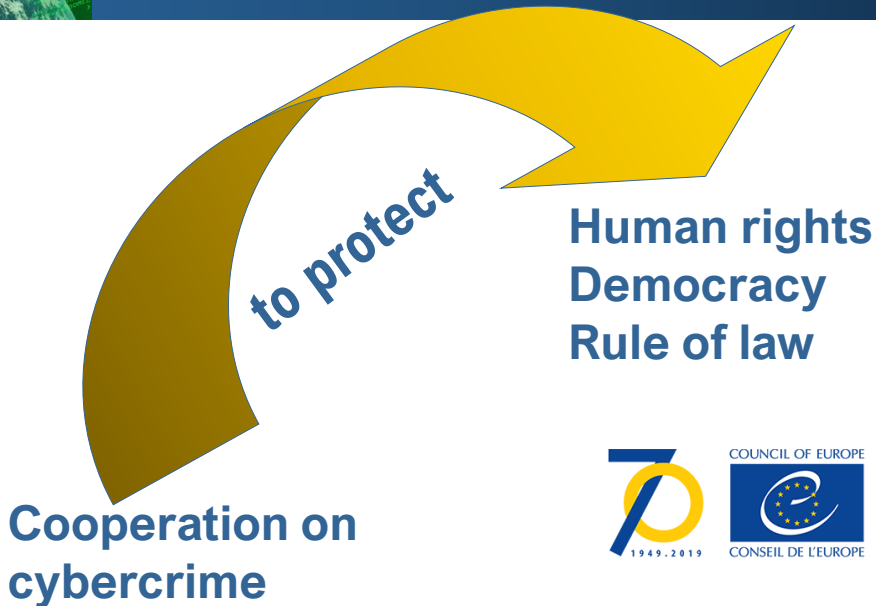 to protect
Human rights
Democracy
Rule of law
Cooperation on
cybercrime
70
1949.2019
COUNCIL OF EUROPE
CONSEIL DE L'EUROPE